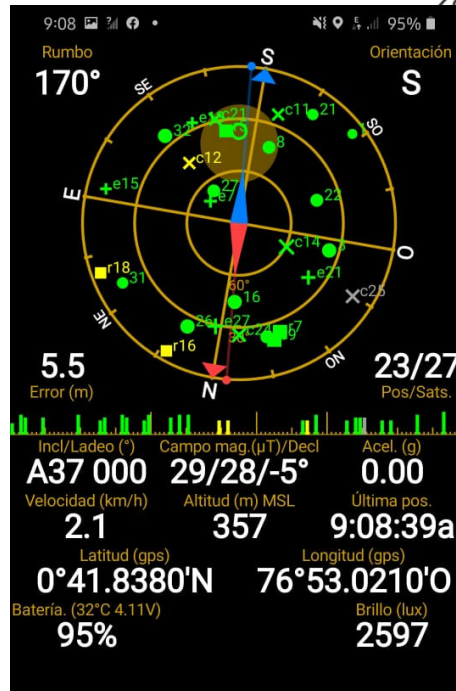 9:08 95%
Rumbo Orientación
170° S
S
SE
SO
E
O
NE
NO
N
c21
c11
21
32
8
c12
e15
27
e7
22
c14
r18
31
e21
c25
60°
16
26
e27
c24
r7
r16
5.5 23/27
Error (m) Pos/Sats.
Incl/Ladeo (°) Campo mag.(µT)/Decl Acel. (g)
A37 000 29/28/-5° 0.00
Velocidad (km/h) Altitud (m) MSL Última pos.
2.1 357 9:08:39a
Latitud (gps) Longitud (gps)
0°41.8380'N 76°53.0210'O
Batería. (32°C 4.11V) Brillo (lux)
95% 2597